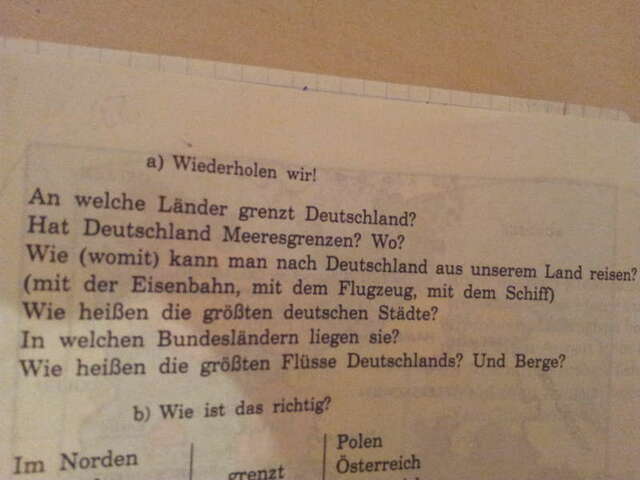 a) Wiederholen wir!
An welche Länder grenzt Deutschland?
Hat Deutschland Meeresgrenzen? Wo?
Wie (womit) kann man nach Deutschland aus unserem Land reisen?
(mit der Eisenbahn, mit dem Flugzeug, mit dem Schiff)
Wie heißen die größten deutschen Städte?
In welchen Bundesländern liegen sie?
Wie heißen die größten Flüsse Deutschlands? Und Berge?
b) Wie ist das richtig?
Polen
Im Norden grenzt Österreich